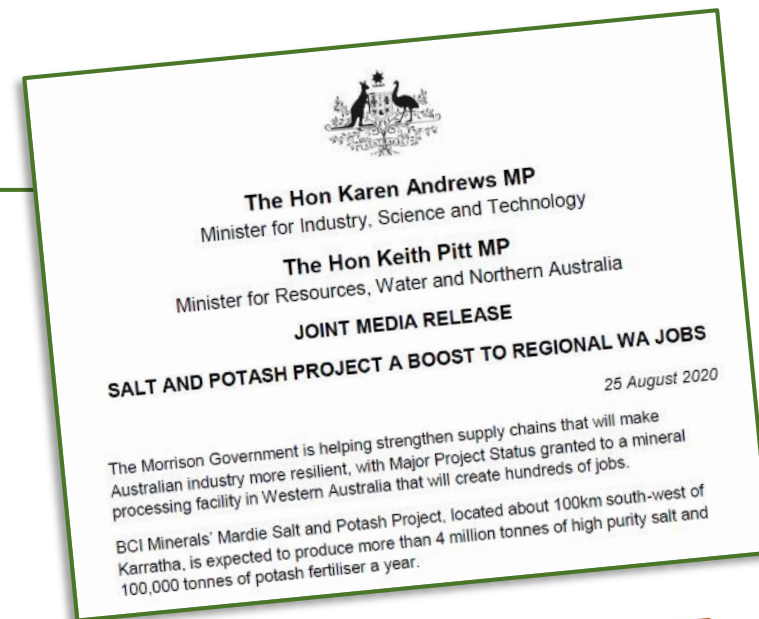 The Hon Karen Andrews MP
Minister for Industry, Science and Technology
The Hon Keith Pitt MP
Minister for Resources, Water and Northern Australia
JOINT MEDIA RELEASE
SALT AND POTASH PROJECT A BOOST TO REGIONAL WA JOBS
25 August 2020
The Morrison Government is helping strengthen supply chains that will make
Australian industry more resilient, with Major Project Status granted to a mineral
processing facility in Western Australia that will create hundreds of jobs.
BCI Minerals’ Mardie Salt and Potash Project, located about 100km south-west of
Karratha, is expected to produce more than 4 million tonnes of high purity salt and
100,000 tonnes of potash fertiliser a year.